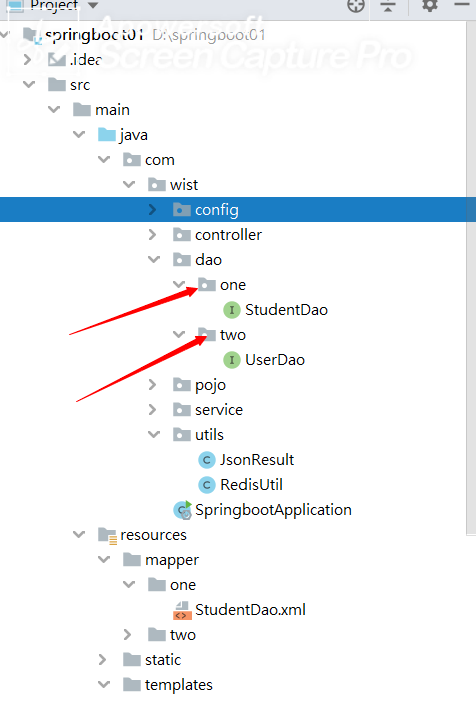 Project
springboot01 D:\springboot01
.idea
src
main
java
com
wist
config
controller
dao
one
StudentDao
two
UserDao
pojo
service
utils
JsonResult
RedisUtil
SpringbootApplication
resources
mapper
one
StudentDao.xml
two
static
templates
Screen Capture Pro